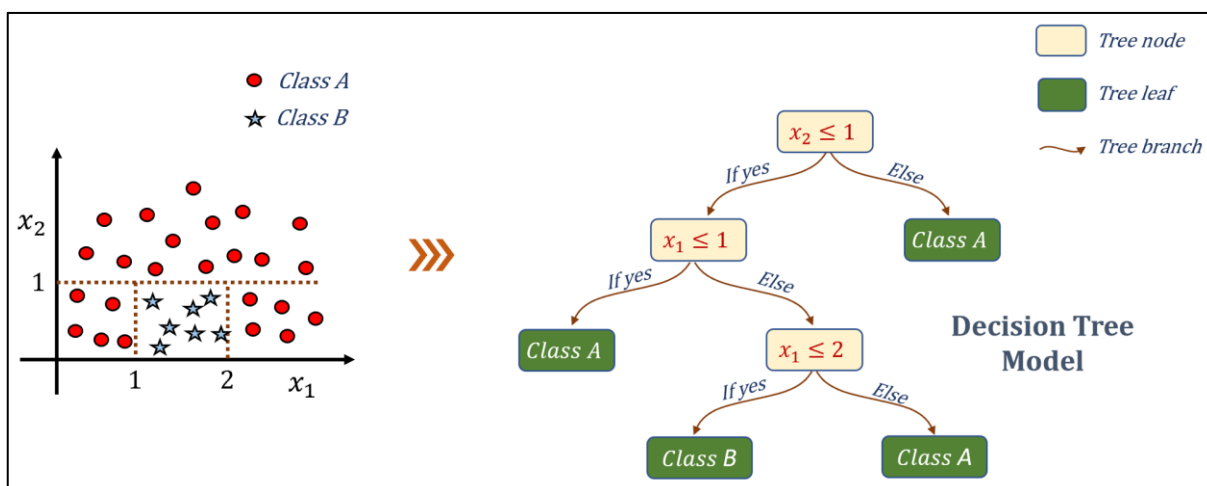 Class A
Class B
x₂
1
1
2
x₁
Tree node
Tree leaf
Tree branch
x₂ ≤ 1
If yes
Else
x₁ ≤ 1
Class A
If yes
Else
Class A
x₁ ≤ 2
If yes
Else
Class B
Class A
Decision Tree
Model